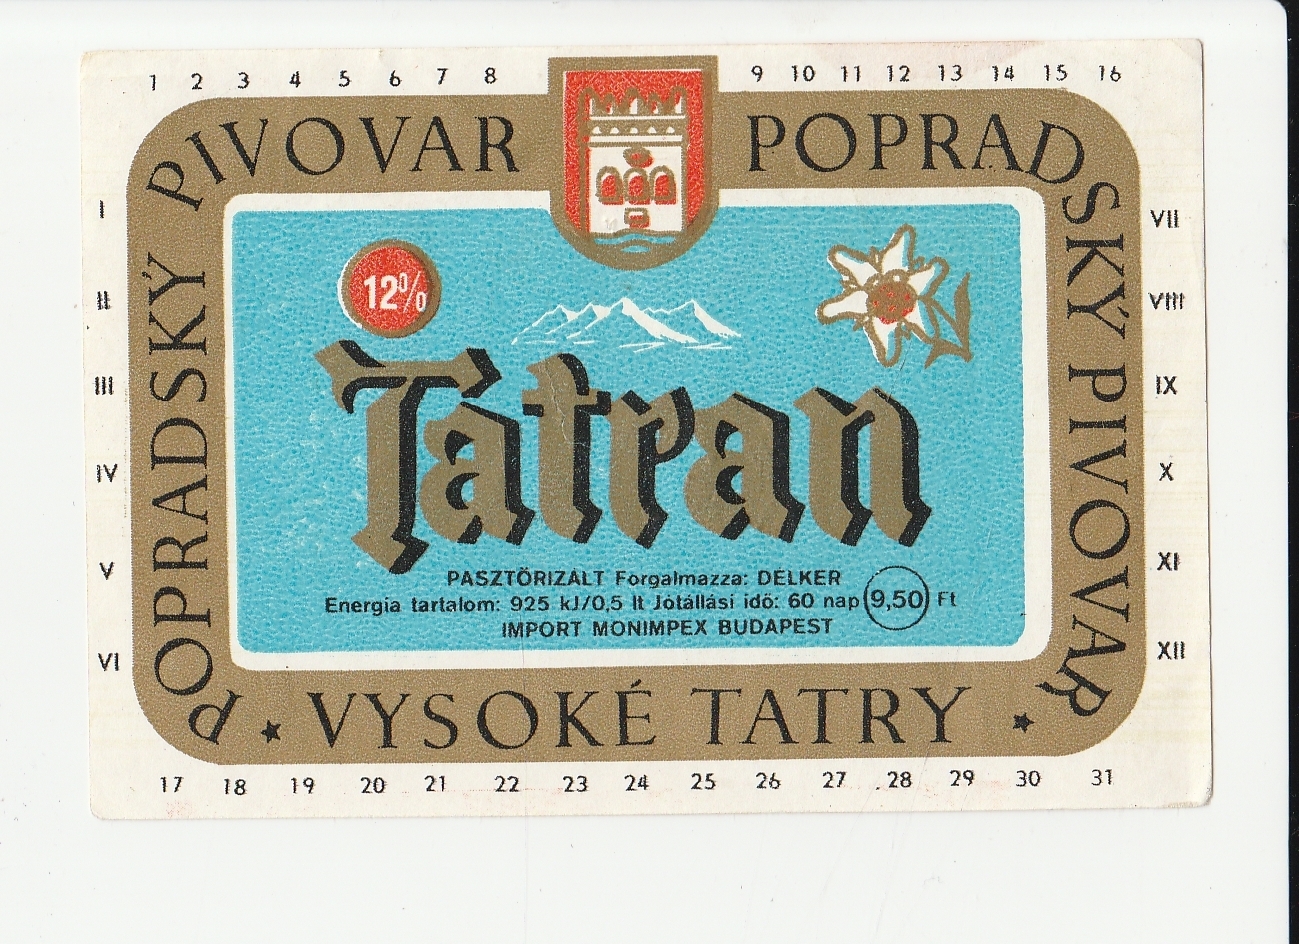 1 2 3 4 5 6 7 8 9 10 11 12 13 14 15 16
POPRADSKÝ PIVOVAR POPRADSKÝ PIVOVAR
I
II
III
IV
V
VI
VII
VIII
IX
X
XI
XII
12%
Tatran
PASZTŐRIZÁLT Forgalmazza: DÉLKER
Energia tartalom: 925 kJ/0,5 lt Jótállási idő: 60 nap 9,50 Ft
IMPORT MONIMPEX BUDAPEST
★ VYSOKÉ TATRY ★
17 18 19 20 21 22 23 24 25 26 27 28 29 30 31